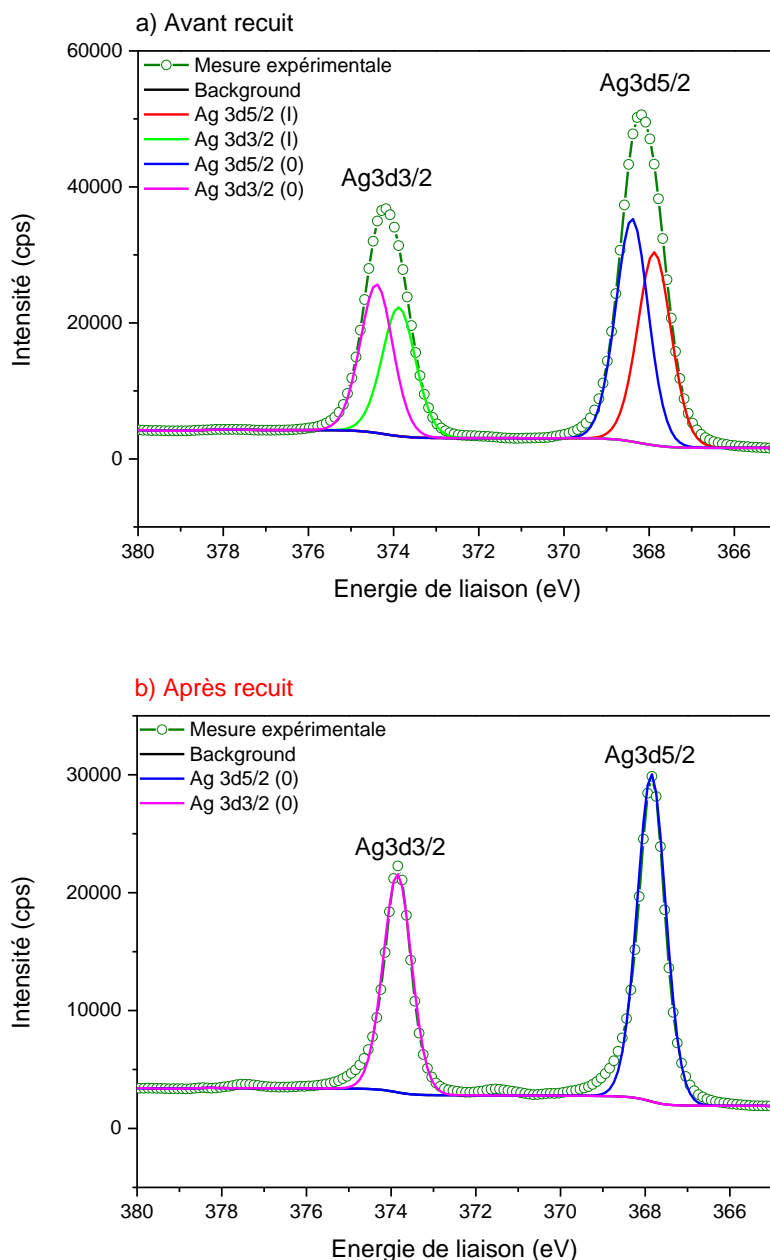 a) Avant recuit
60000
Mesure expérimentale
Background
Ag 3d5/2 (I)
Ag 3d3/2 (I)
Ag 3d5/2 (0)
Ag 3d3/2 (0)
Ag3d5/2
Ag3d3/2
40000
20000
0
Intensité (cps)
380 378 376 374 372 370 368 366
Energie de liaison (eV)
b) Après recuit
Mesure expérimentale
Background
Ag 3d5/2 (0)
Ag 3d3/2 (0)
Ag3d5/2
Ag3d3/2
30000
20000
10000
0
Intensité (cps)
380 378 376 374 372 370 368 366
Energie de liaison (eV)